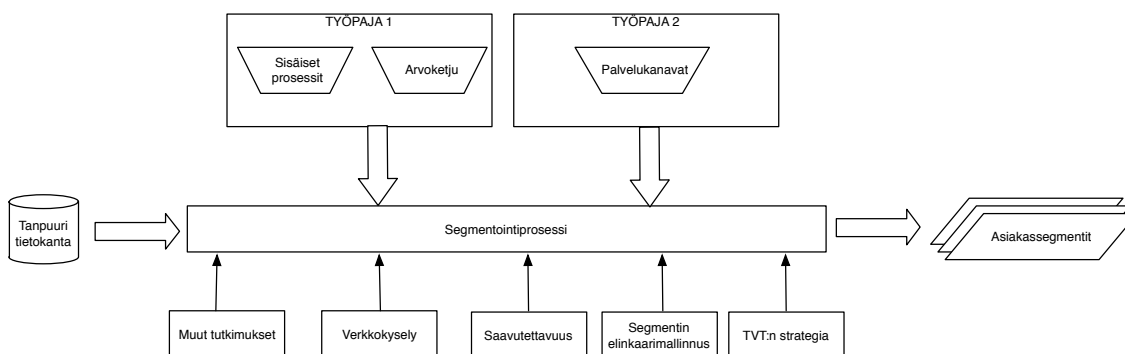 TYÖPAJA 1
Sisäiset
prosessit
Arvoketju
TYÖPAJA 2
Palvelukanavat
Tanpuuri
tietokanta
Segmentointiprosessi
Asiakassegmentit
Muut tutkimukset
Verkkokysely
Saavutettavuus
Segmentin
elinkaarimallinnus
TVT:n strategia